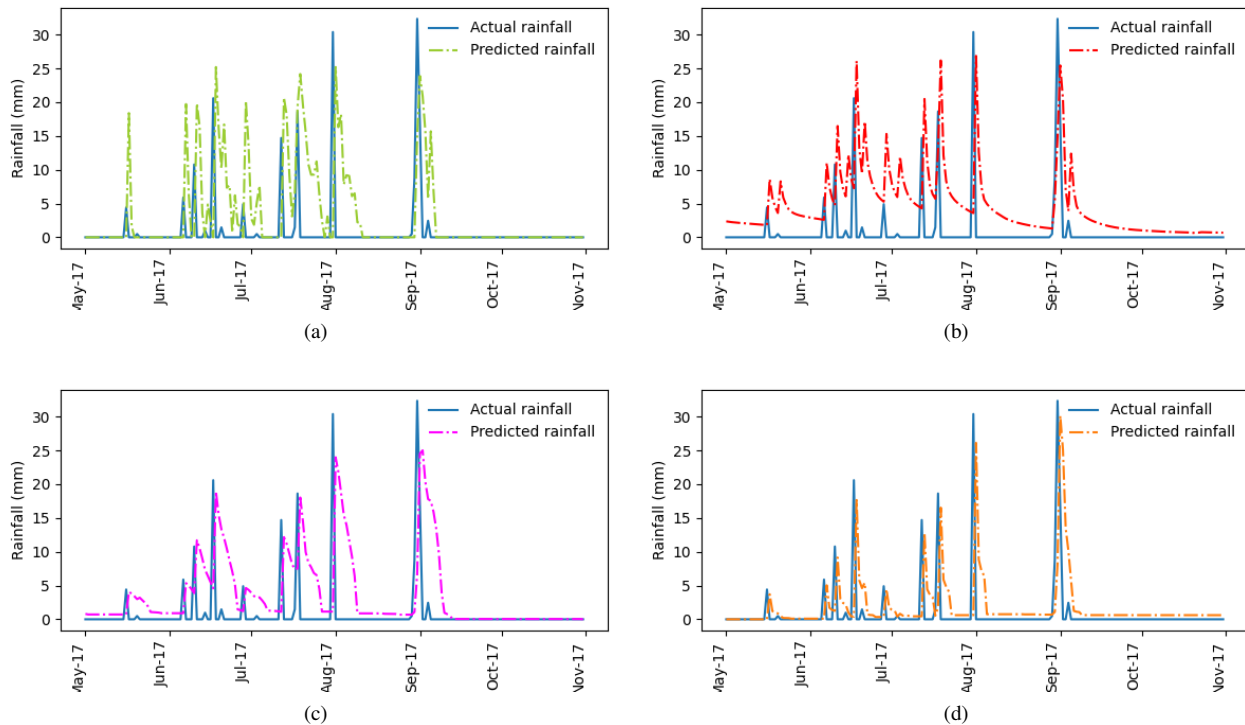 Rainfall (mm)
30
25
20
15
10
5
0
Actual rainfall
Predicted rainfall
May-17
Jun-17
Jul-17
Aug-17
Sep-17
Oct-17
Nov-17
(a)
Rainfall (mm)
30
25
20
15
10
5
0
Actual rainfall
Predicted rainfall
May-17
Jun-17
Jul-17
Aug-17
Sep-17
Oct-17
Nov-17
(b)
Rainfall (mm)
30
25
20
15
10
5
0
Actual rainfall
Predicted rainfall
May-17
Jun-17
Jul-17
Aug-17
Sep-17
Oct-17
Nov-17
(c)
Rainfall (mm)
30
25
20
15
10
5
0
Actual rainfall
Predicted rainfall
May-17
Jun-17
Jul-17
Aug-17
Sep-17
Oct-17
Nov-17
(d)